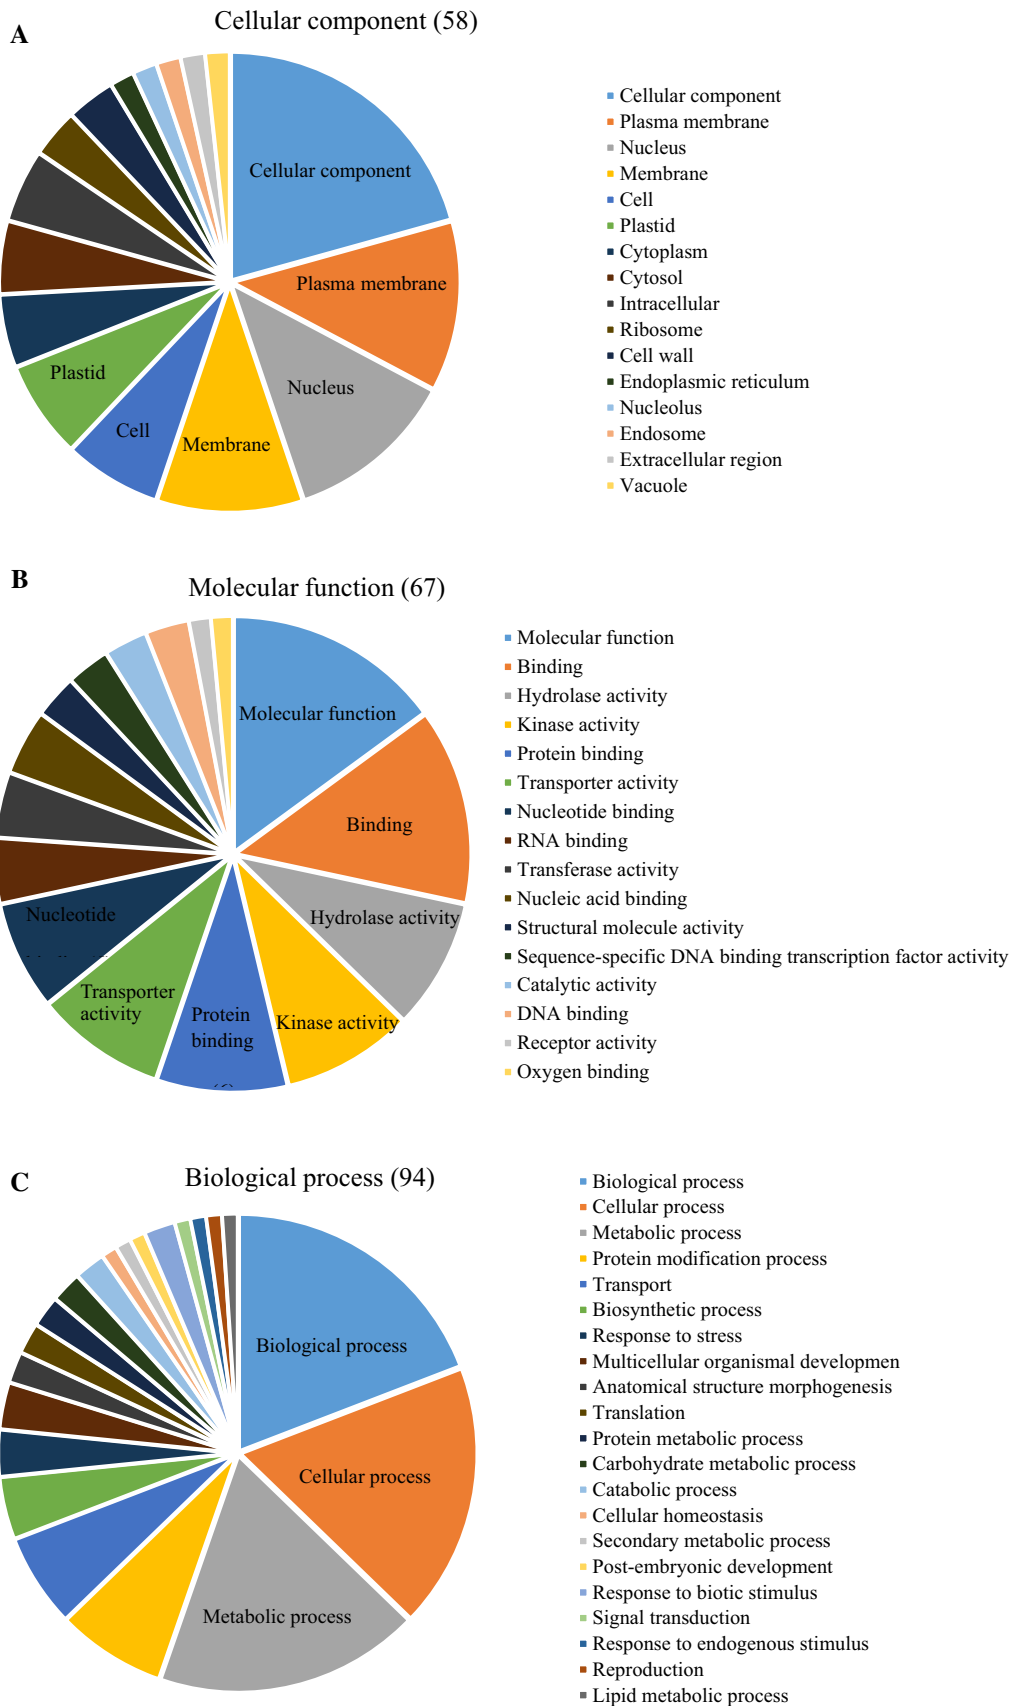 A
Cellular component (58)
Cellular component
Plasma membrane
Nucleus
Membrane
Cell
Plastid
Cellular component
Plasma membrane
Nucleus
Membrane
Cell
Plastid
Cytoplasm
Cytosol
Intracellular
Ribosome
Cell wall
Endoplasmic reticulum
Nucleolus
Endosome
Extracellular region
Vacuole
B
Molecular function (67)
Molecular function
Binding
Hydrolase activity
Kinase activity
Protein
binding
Transporter
activity
Nucleotide
Molecular function
Binding
Hydrolase activity
Kinase activity
Protein binding
Transporter activity
Nucleotide binding
RNA binding
Transferase activity
Nucleic acid binding
Structural molecule activity
Sequence-specific DNA binding transcription factor activity
Catalytic activity
DNA binding
Receptor activity
Oxygen binding
C
Biological process (94)
Biological process
Cellular process
Metabolic process
Biological process
Cellular process
Metabolic process
Protein modification process
Transport
Biosynthetic process
Response to stress
Multicellular organismal developmen
Anatomical structure morphogenesis
Translation
Protein metabolic process
Carbohydrate metabolic process
Catabolic process
Cellular homeostasis
Secondary metabolic process
Post-embryonic development
Response to biotic stimulus
Signal transduction
Response to endogenous stimulus
Reproduction
Lipid metabolic process